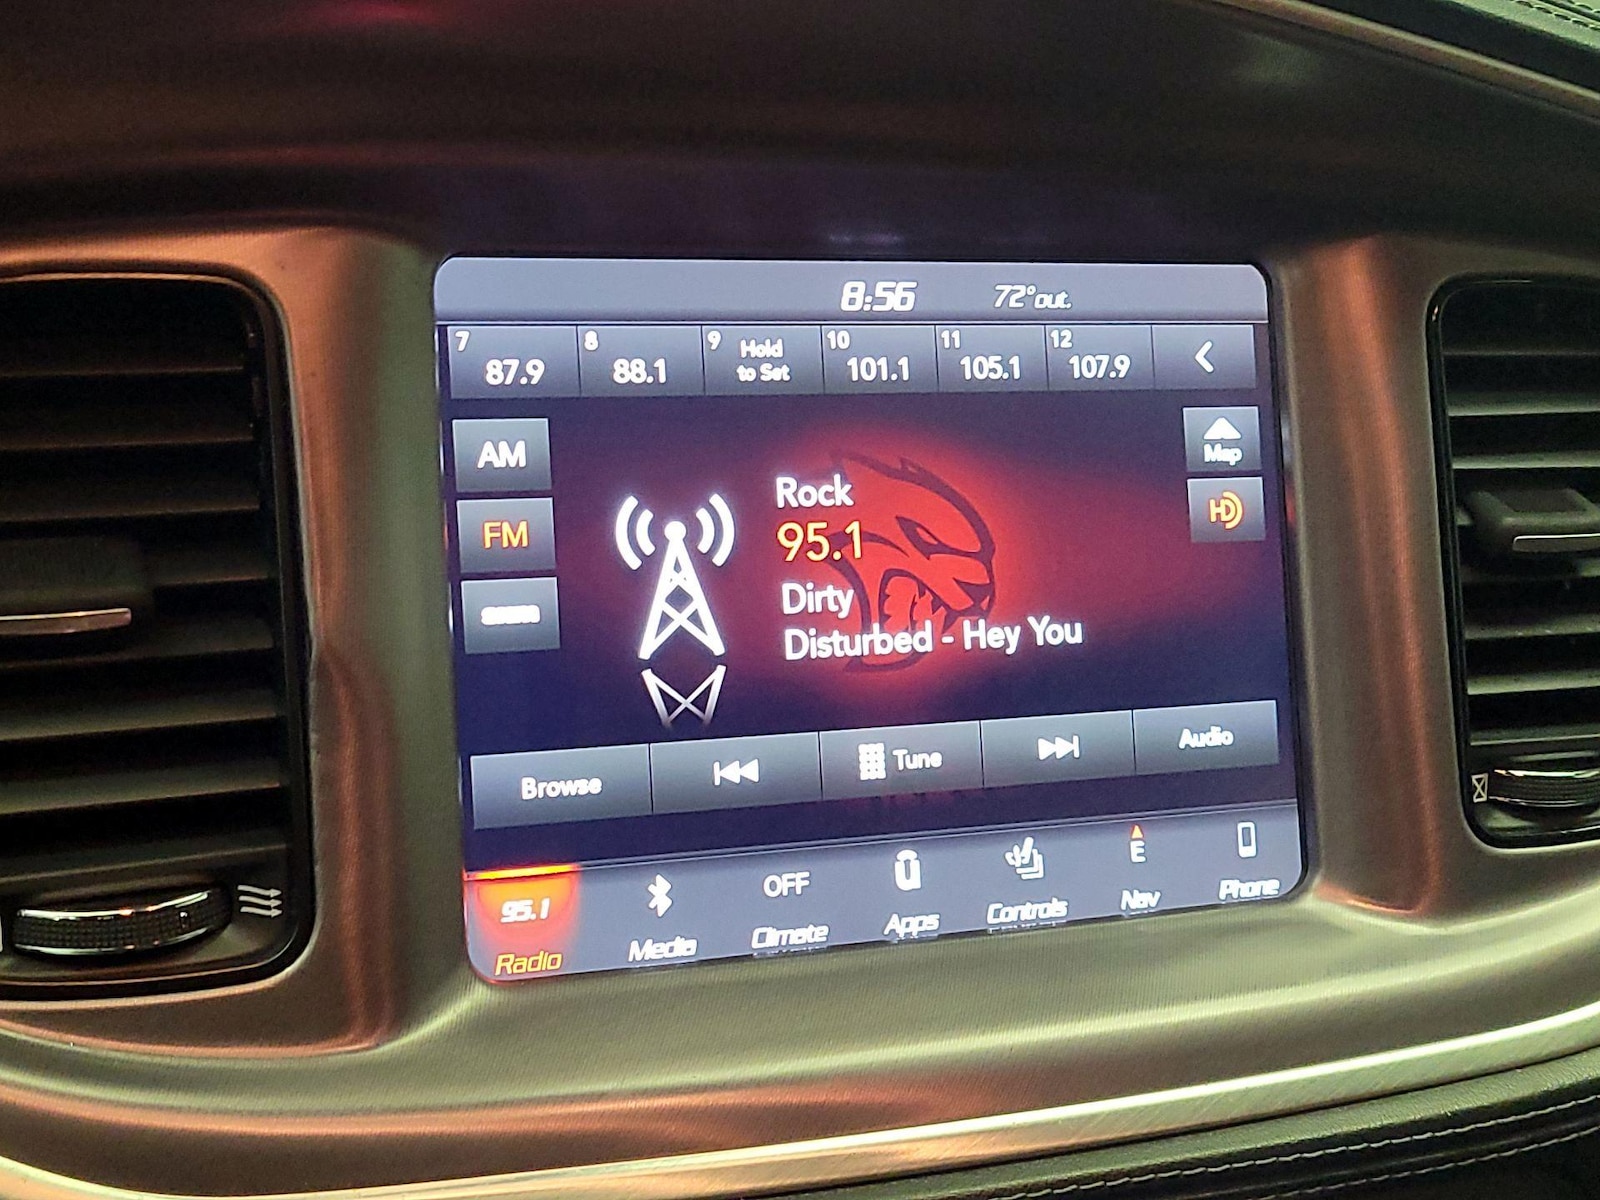 8:56 72° out.
7 87.9
8 88.1
9 Hold to Set
10 101.1
11 105.1
12 107.9
AM
Map
FM
HD
Rock
95.1
Dirty
Disturbed - Hey You
Browse
Tune
Audio
95.1
Radio
Media
OFF
Climate
Apps
Controls
E
Nav
Phone